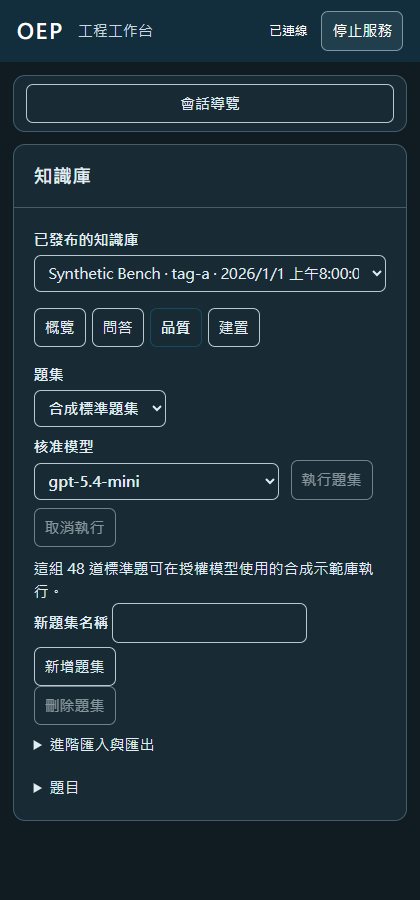 OEP 工程工作台 已連線 停止服務
會話導覽
知識庫
已發布的知識庫
Synthetic Bench · tag-a · 2026/1/1 上午8:00:0
概覽 問答 品質 建置
題集
合成標準題集
核准模型
gpt-5.4-mini 執行題集
取消執行
這組 48 道標準題可在授權模型使用的合成示範庫執
行。
新題集名稱
新增題集
刪除題集
進階匯入與匯出
題目